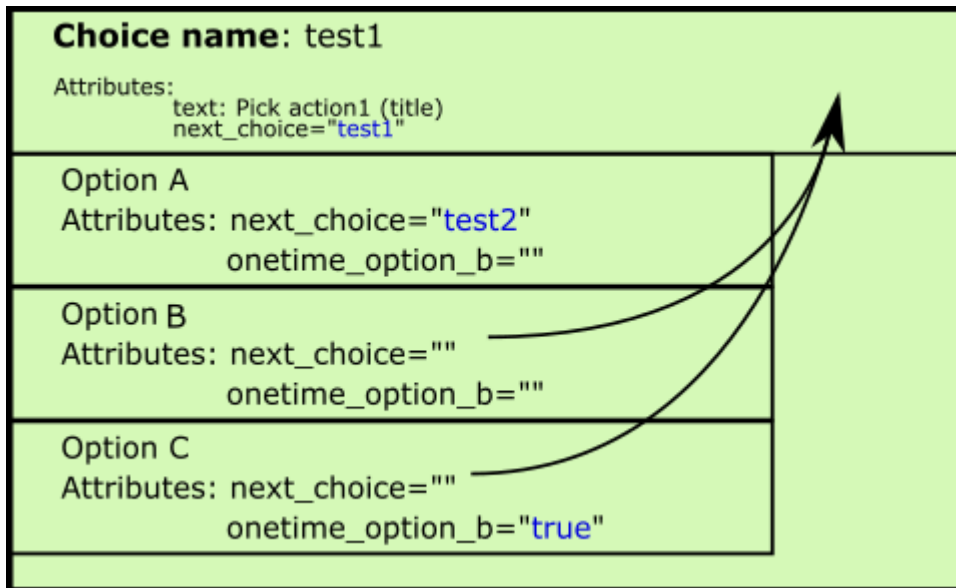 Choice name: test1
Attributes:
text: Pick action1 (title)
next_choice="test1"
Option A
Attributes: next_choice="test2"
onetime_option_b=""
Option B
Attributes: next_choice=""
onetime_option_b=""
Option C
Attributes: next_choice=""
onetime_option_b="true"